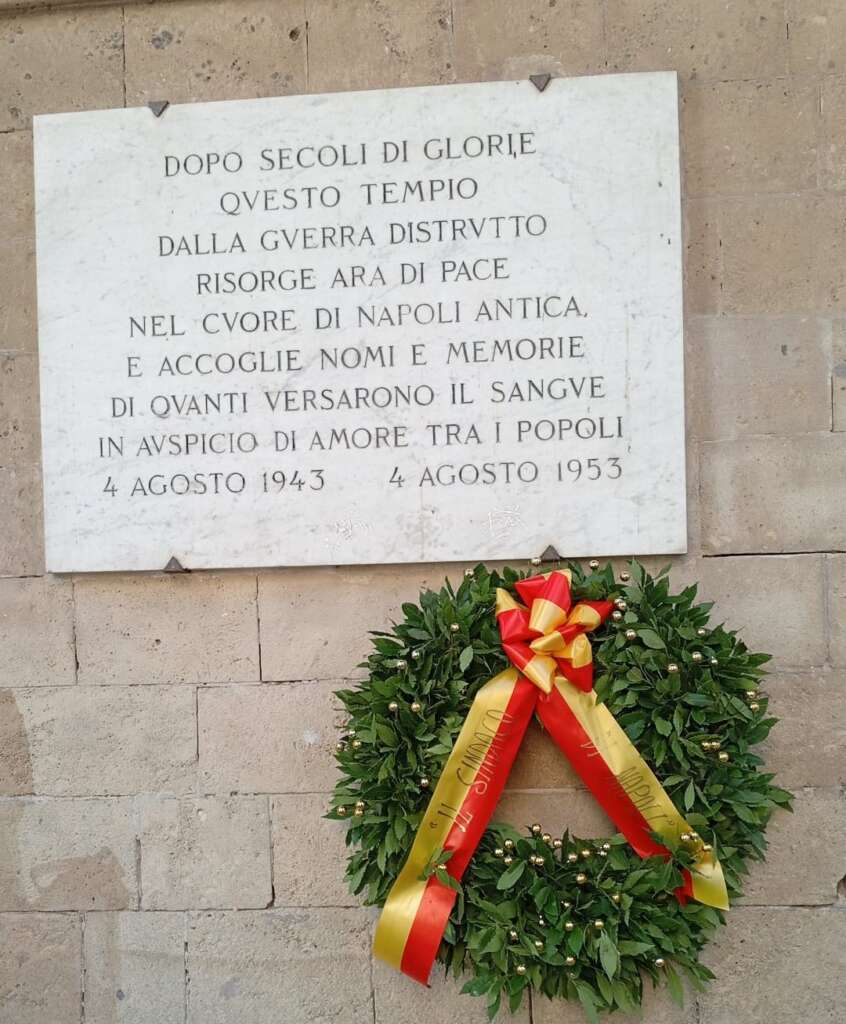 DOPO SECOLI DI GLORIE
QVESTO TEMPIO
DALLA GVERRA DISTRVTTO
RISORGE ARA DI PACE
NEL CVORE DI NAPOLI ANTICA,
E ACCOGLIE NOMI E MEMORIE
DI QVANTI VERSARONO IL SANGVE
IN AVSPICIO DI AMORE TRA I POPOLI
4 AGOSTO 1943 4 AGOSTO 1953
"IL SINDACO
DI NAPOLI"